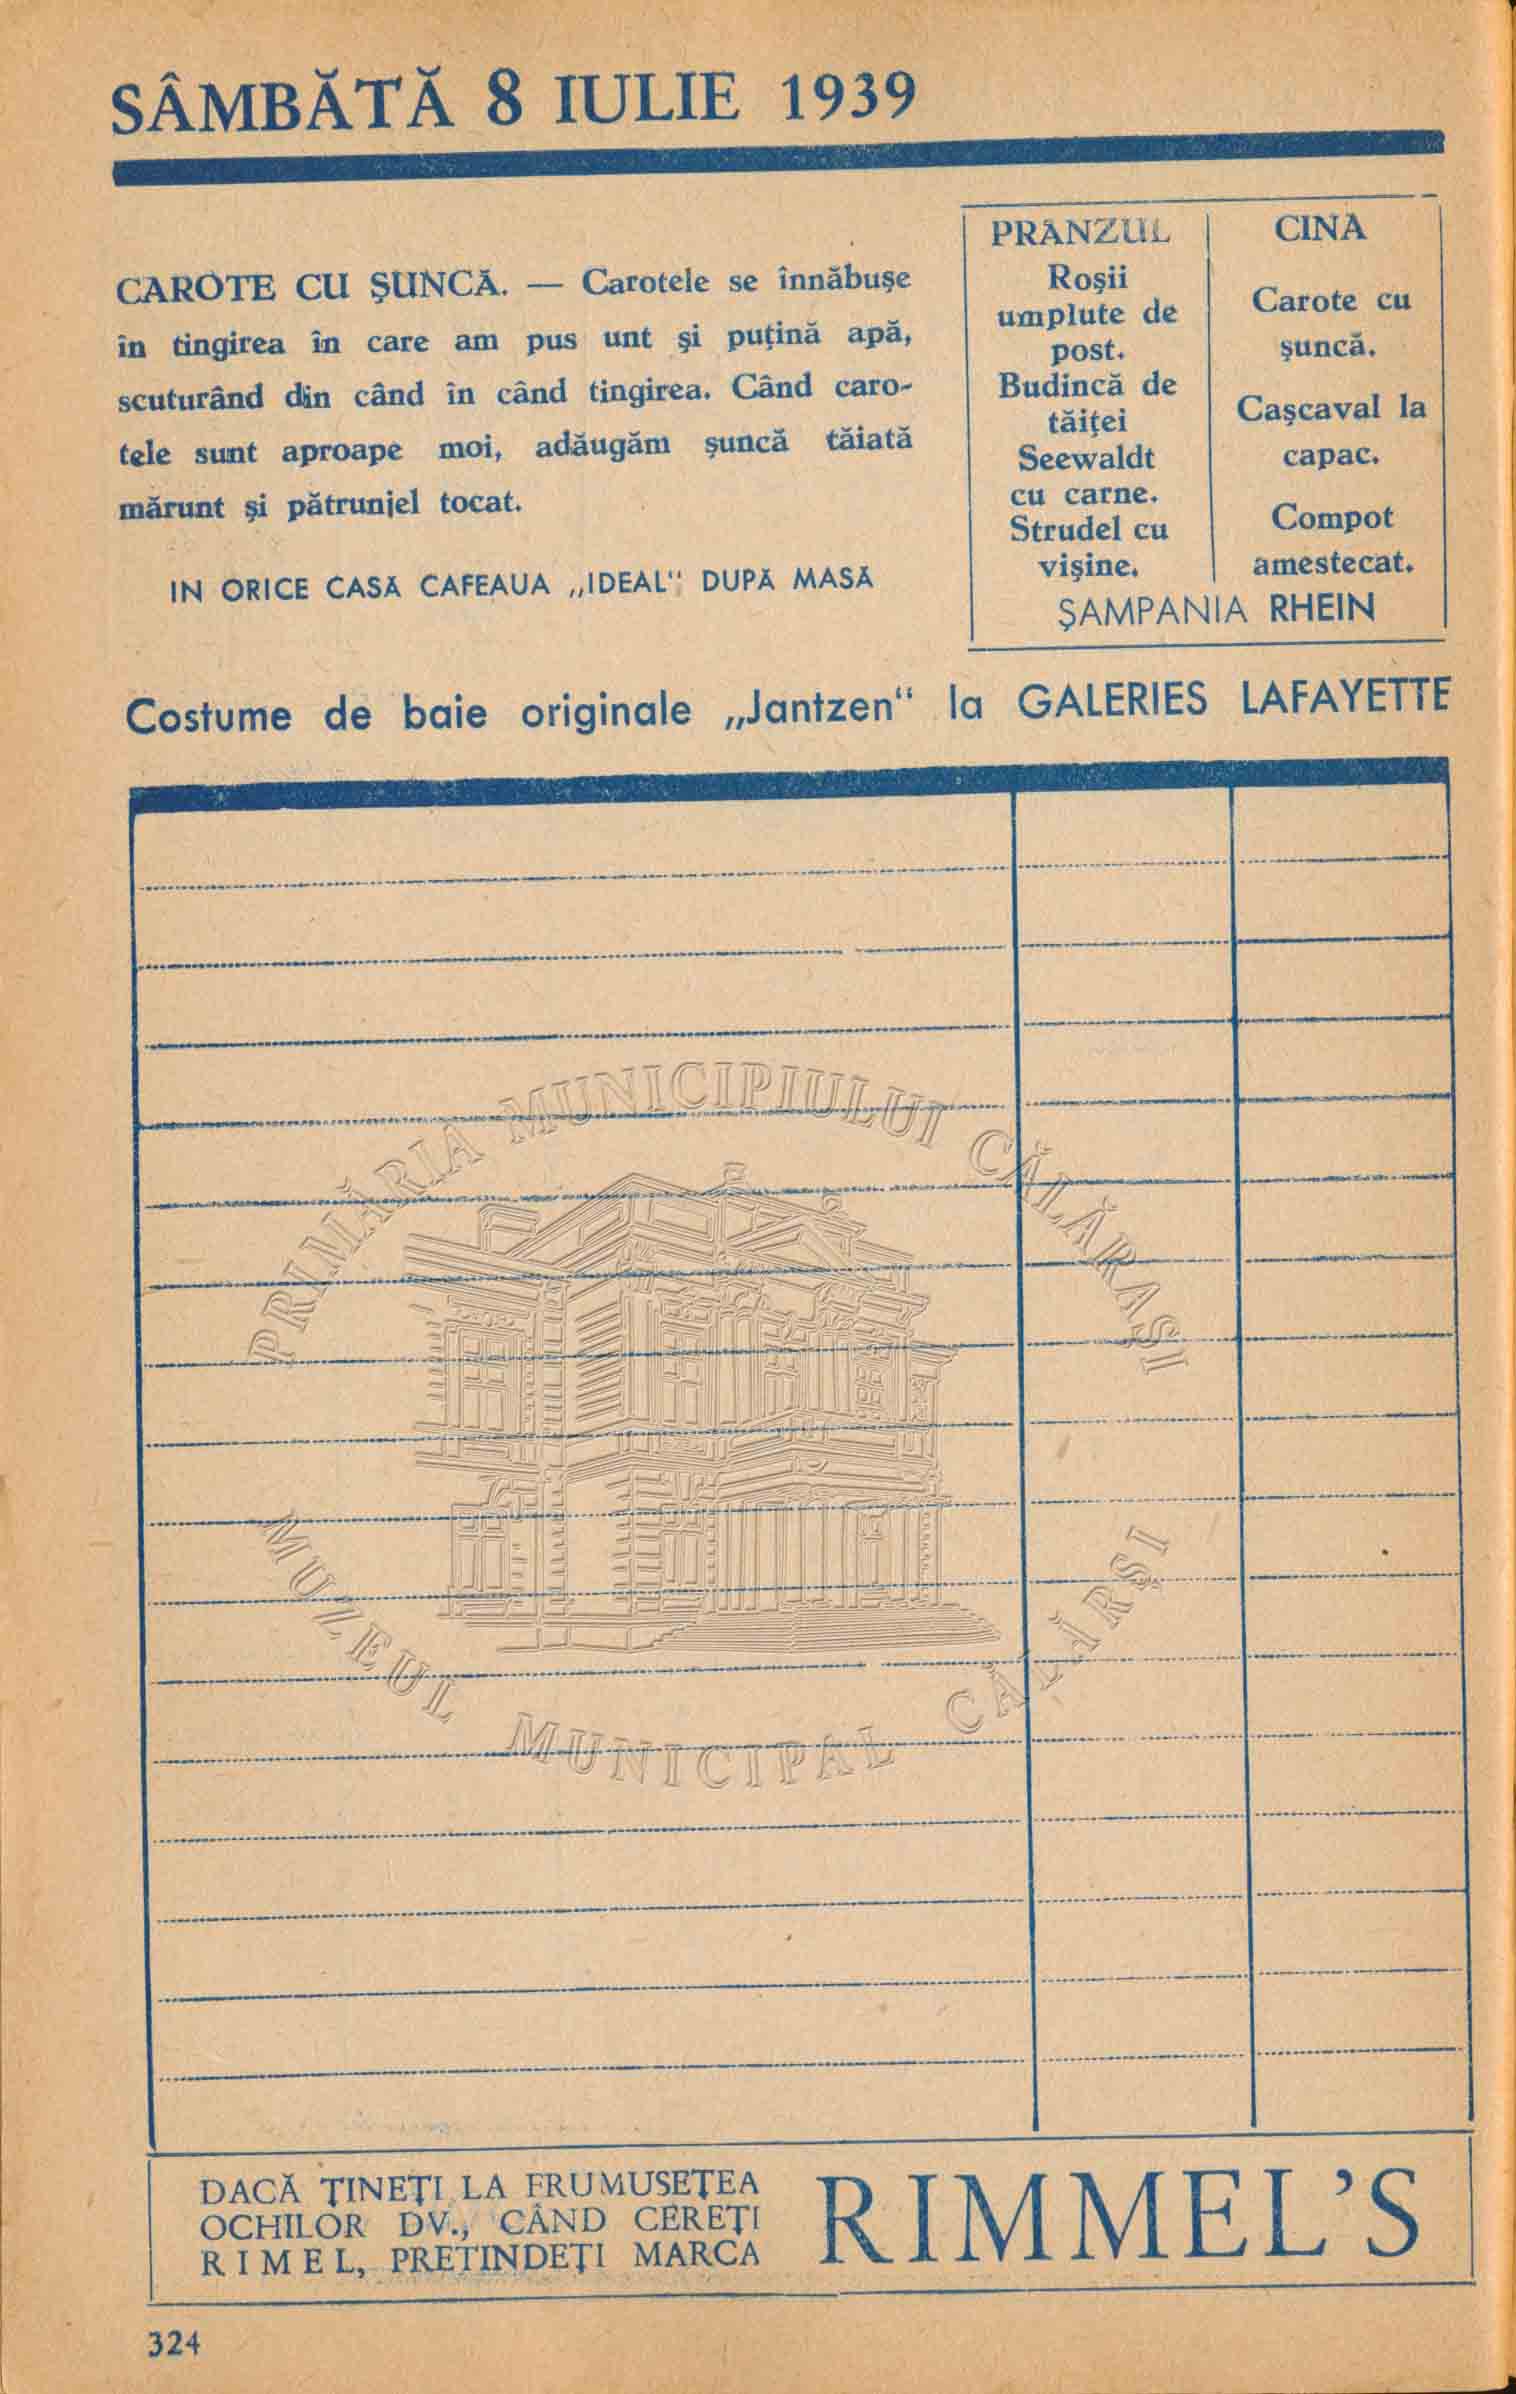 SÂMBĂTĂ 8 IULIE 1939
CAROTE CU ŞUNCĂ. — Carotele se înnăbuşe
în tingirea în care am pus unt şi puţină apă,
scuturând din când în când tingirea. Când caro-
tele sunt aproape moi, adăugăm şuncă tăiată
mărunt şi pătrunjel tocat.
IN ORICE CASĂ CAFEAUA „IDEAL“ DUPĂ MASĂ
PRANZUL
Roşii
umplute de
post.
Budincă de
tăiţei
Seewaldt
cu carne.
Strudel cu
vişine.
CINA
Carote cu
şuncă.
Caşcaval la
capac.
Compot
amestecat.
ŞAMPANIA RHEIN
Costume de baie originale „Jantzen“ la GALERIES LAFAYETTE
PRIMĂRIA MUNICIPIULUI CĂLĂRAȘI
MUZEUL MUNICIPAL CĂLĂRȘI
DACĂ ŢINEŢI LA FRUMUSEŢEA
OCHILOR DV., CÂND CEREŢI
RIMEL, PRETINDEŢI MARCA
RIMMEL'S
324